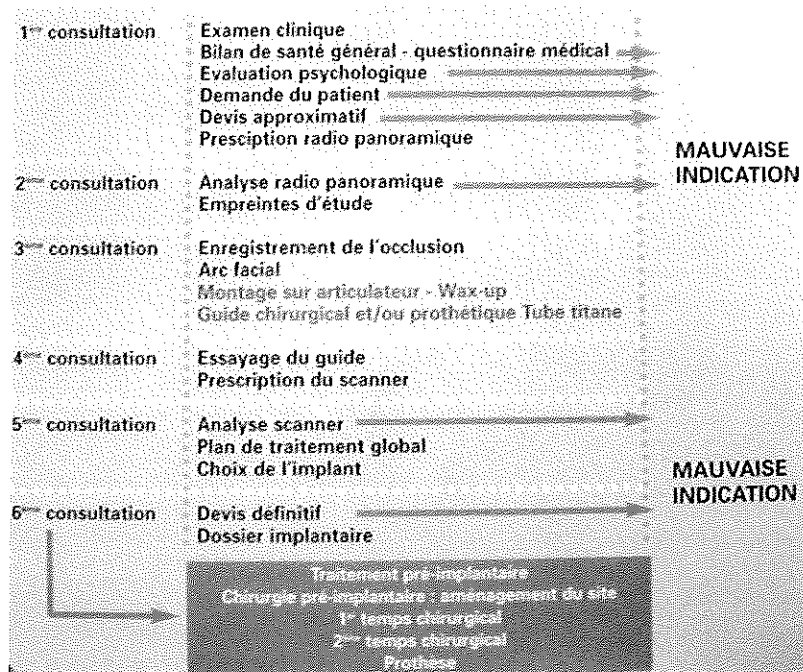 1ère consultation Examen clinique
Bilan de santé général - questionnaire médical
Evaluation psychologique
Demande du patient
Devis approximatif
Presciption radio panoramique
MAUVAISE
INDICATION
2ème consultation Analyse radio panoramique
Empreintes d'étude
3ème consultation Enregistrement de l'occlusion
Arc facial
Montage sur articulateur - Wax-up
Guide chirurgical et/ou prothétique Tube titane
4ème consultation Essayage du guide
Prescription du scanner
5ème consultation Analyse scanner
Plan de traitement global
Choix de l'implant
MAUVAISE
INDICATION
6ème consultation Devis définitif
Dossier implantaire
Traitement pré-implantaire
Chirurgie pré-implantaire : aménagement du site
1er temps chirurgical
2ème temps chirurgical
Prothèse